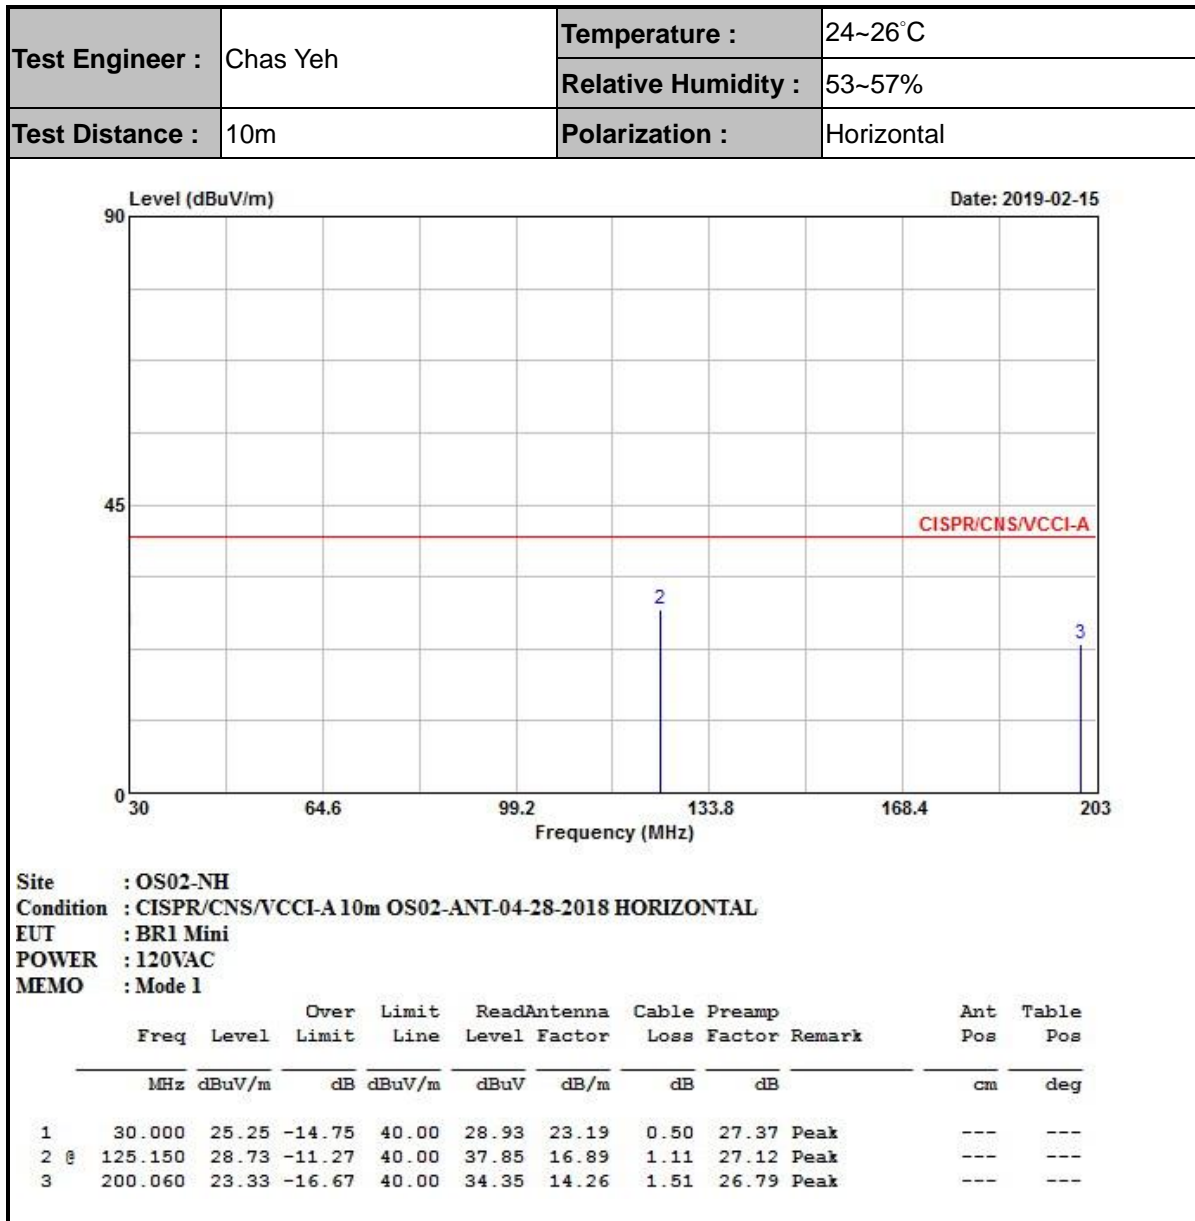 Test Engineer : Chas Yeh Temperature : 24~26°C
Relative Humidity : 53~57%
Test Distance : 10m Polarization : Horizontal
Level (dBuV/m) Date: 2019-02-15
90
45
CISPR/CNS/VCCI-A
2
3
0
30 64.6 99.2 133.8 168.4 203
Frequency (MHz)
Site : OS02-NH
Condition : CISPR/CNS/VCCI-A 10m OS02-ANT-04-28-2018 HORIZONTAL
EUT : BR1 Mini
POWER : 120VAC
MEMO : Mode 1
Over Limit ReadAntenna Cable Preamp Ant Table
Freq Level Limit Line Level Factor Loss Factor Remark Pos Pos
MHz dBuV/m dB dBuV/m dBuV dB/m dB dB cm deg
1 30.000 25.25 -14.75 40.00 28.93 23.19 0.50 27.37 Peak --- ---
2 @ 125.150 28.73 -11.27 40.00 37.85 16.89 1.11 27.12 Peak --- ---
3 200.060 23.33 -16.67 40.00 34.35 14.26 1.51 26.79 Peak --- ---